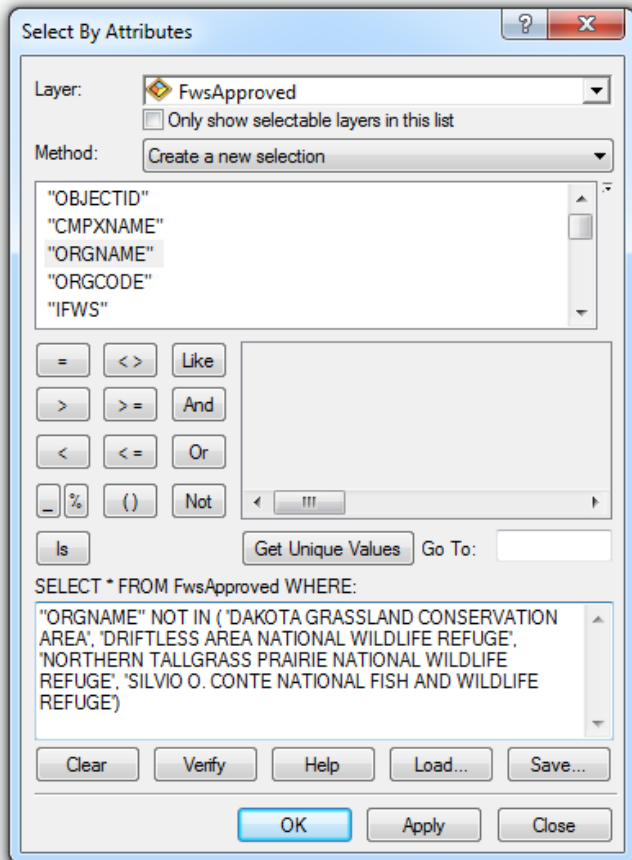 Select By Attributes
?
X
Layer: FwsApproved
Only show selectable layers in this list
Method: Create a new selection
"OBJECTID"
"CMPXNAME"
"ORGNAME"
"ORGCODE"
"IFWS"
= < > Like
> > = And
< < = Or
_ % () Not
Is Get Unique Values Go To:
SELECT * FROM FwsApproved WHERE:
"ORGNAME" NOT IN ( 'DAKOTA GRASSLAND CONSERVATION
AREA', 'DRIFTLESS AREA NATIONAL WILDLIFE REFUGE',
'NORTHERN TALLGRASS PRAIRIE NATIONAL WILDLIFE
REFUGE', 'SILVIO O. CONTE NATIONAL FISH AND WILDLIFE
REFUGE')
Clear Verify Help Load... Save...
OK Apply Close